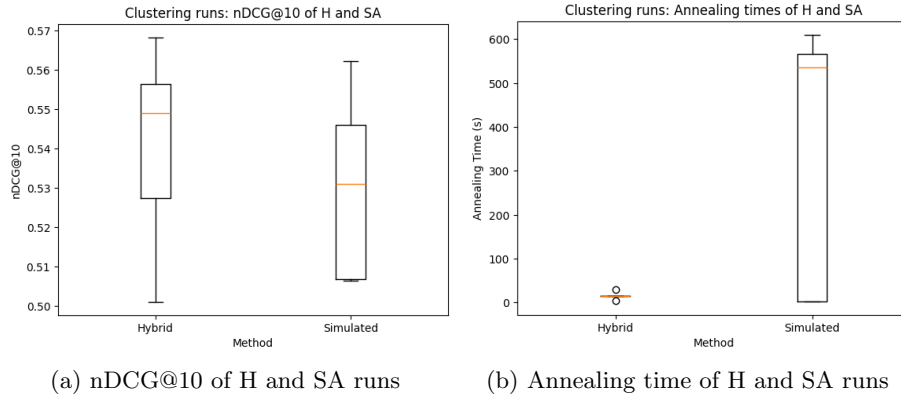 Clustering runs: nDCG@10 of H and SA
0.57
0.56
0.55
0.54
0.53
0.52
0.51
0.50
nDCG@10
Hybrid
Simulated
Method
(a) nDCG@10 of H and SA runs
Clustering runs: Annealing times of H and SA
600
500
400
300
200
100
0
Annealing Time (s)
Hybrid
Simulated
Method
(b) Annealing time of H and SA runs